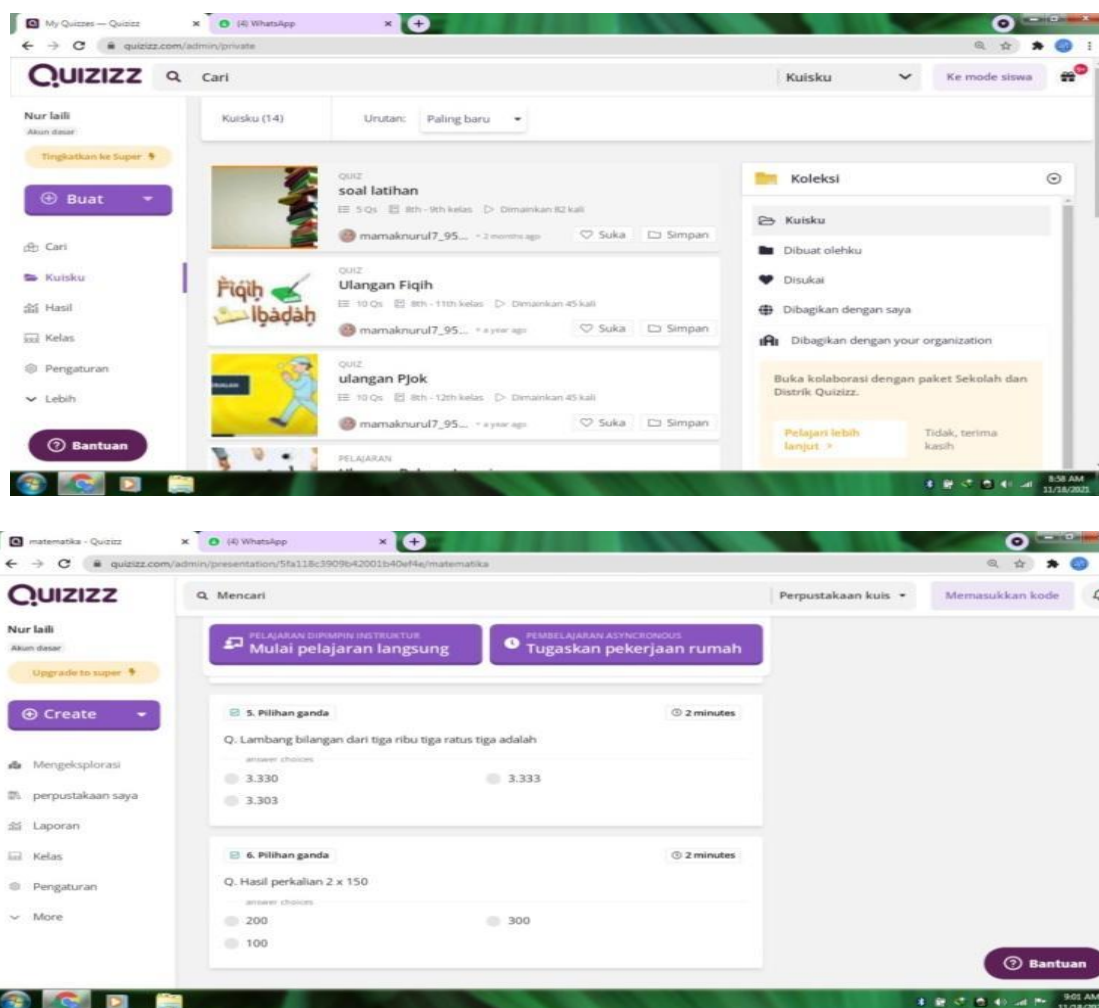 My Quizzes — Quizizz
(4) WhatsApp
quizizz.com/admin/private
QUIZIZZ
Cari
Kuisku
Ke mode siswa
Nur laili
Akun dasar
Tingkatkan ke Super
Buat
Cari
Kuisku
Hasil
Kelas
Pengaturan
Lebih
Bantuan
Kuisku (14)
Urutan: Paling baru
QUIZ
soal latihan
5 Qs 8th - 9th kelas Dimainkan 82 kali
mamaknurul7_95... • 2 months ago Suka Simpan
Fiqih
Ibadah
QUIZ
Ulangan Fiqih
10 Qs 8th - 11th kelas Dimainkan 45 kali
mamaknurul7_95... • a year ago Suka Simpan
QUIZ
ulangan PJok
10 Qs 8th - 12th kelas Dimainkan 45 kali
mamaknurul7_95... • a year ago Suka Simpan
PELAJARAN
Koleksi
Kuisku
Dibuat olehku
Disukai
Dibagikan dengan saya
Dibagikan dengan your organization
Buka kolaborasi dengan paket Sekolah dan
Distrik Quizizz.
Pelajari lebih
lanjut >
Tidak, terima
kasih
8:58 AM
11/18/2021
matematika - Quizizz
(4) WhatsApp
quizizz.com/admin/presentation/5fa118c3909b42001b40ef4e/matematika
QUIZIZZ
Mencari
Perpustakaan kuis
Memasukkan kode
Nur laili
Akun dasar
Upgrade to super
Create
Mengeksplorasi
perpustakaan saya
Laporan
Kelas
Pengaturan
More
PELAJARAN DIPIMPIN INSTRUKTUR
Mulai pelajaran langsung
PEMBELAJARAN ASYNCRONOUS
Tugaskan pekerjaan rumah
5. Pilihan ganda 2 minutes
Q. Lambang bilangan dari tiga ribu tiga ratus tiga adalah
answer choices
3.330 3.333
3.303
6. Pilihan ganda 2 minutes
Q. Hasil perkalian 2 x 150
answer choices
200 300
100
Bantuan
9:01 AM